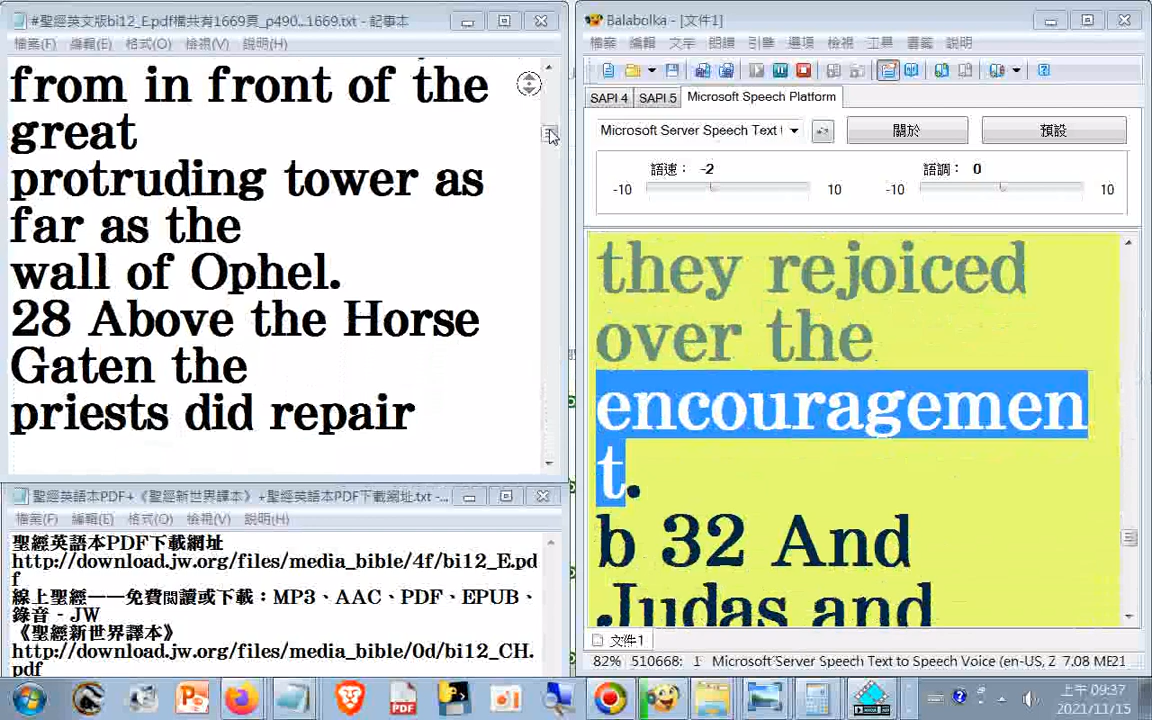 #聖經英文版bi12_E.pdf檔共有1669頁_p490...1669.txt - 記事本
檔案(F) 編輯(E) 格式(O) 檢視(V) 說明(H)
from in front of the
great
protruding tower as
far as the
wall of Ophel.
28 Above the Horse
Gaten the
priests did repair
聖經英語本PDF+《聖經新世界譯本》+聖經英語本PDF下載網址.txt - ...
檔案(F) 編輯(E) 格式(O) 檢視(V) 說明(H)
聖經英語本PDF下載網址
http://download.jw.org/files/media_bible/4f/bi12_E.pd
f
線上聖經——免費閱讀或下載：MP3、AAC、PDF、EPUB、
錄音 - JW
《聖經新世界譯本》
http://download.jw.org/files/media_bible/0d/bi12_CH.
pdf
Balabolka - [文件1]
檔案 編輯 文字 朗讀 引擎 選項 檢視 工具 書籤 說明
SAPI 4 SAPI 5 Microsoft Speech Platform
Microsoft Server Speech Text 關於 預設
語速： -2 語調： 0
-10 10 -10 10
they rejoiced
over the
encouragemen
t.
b 32 And
Judas and
文件1
82% 510668: 1 Microsoft Server Speech Text to Speech Voice (en-US, Z 7.08 ME21
PDF
上午 09:37
2021/11/15